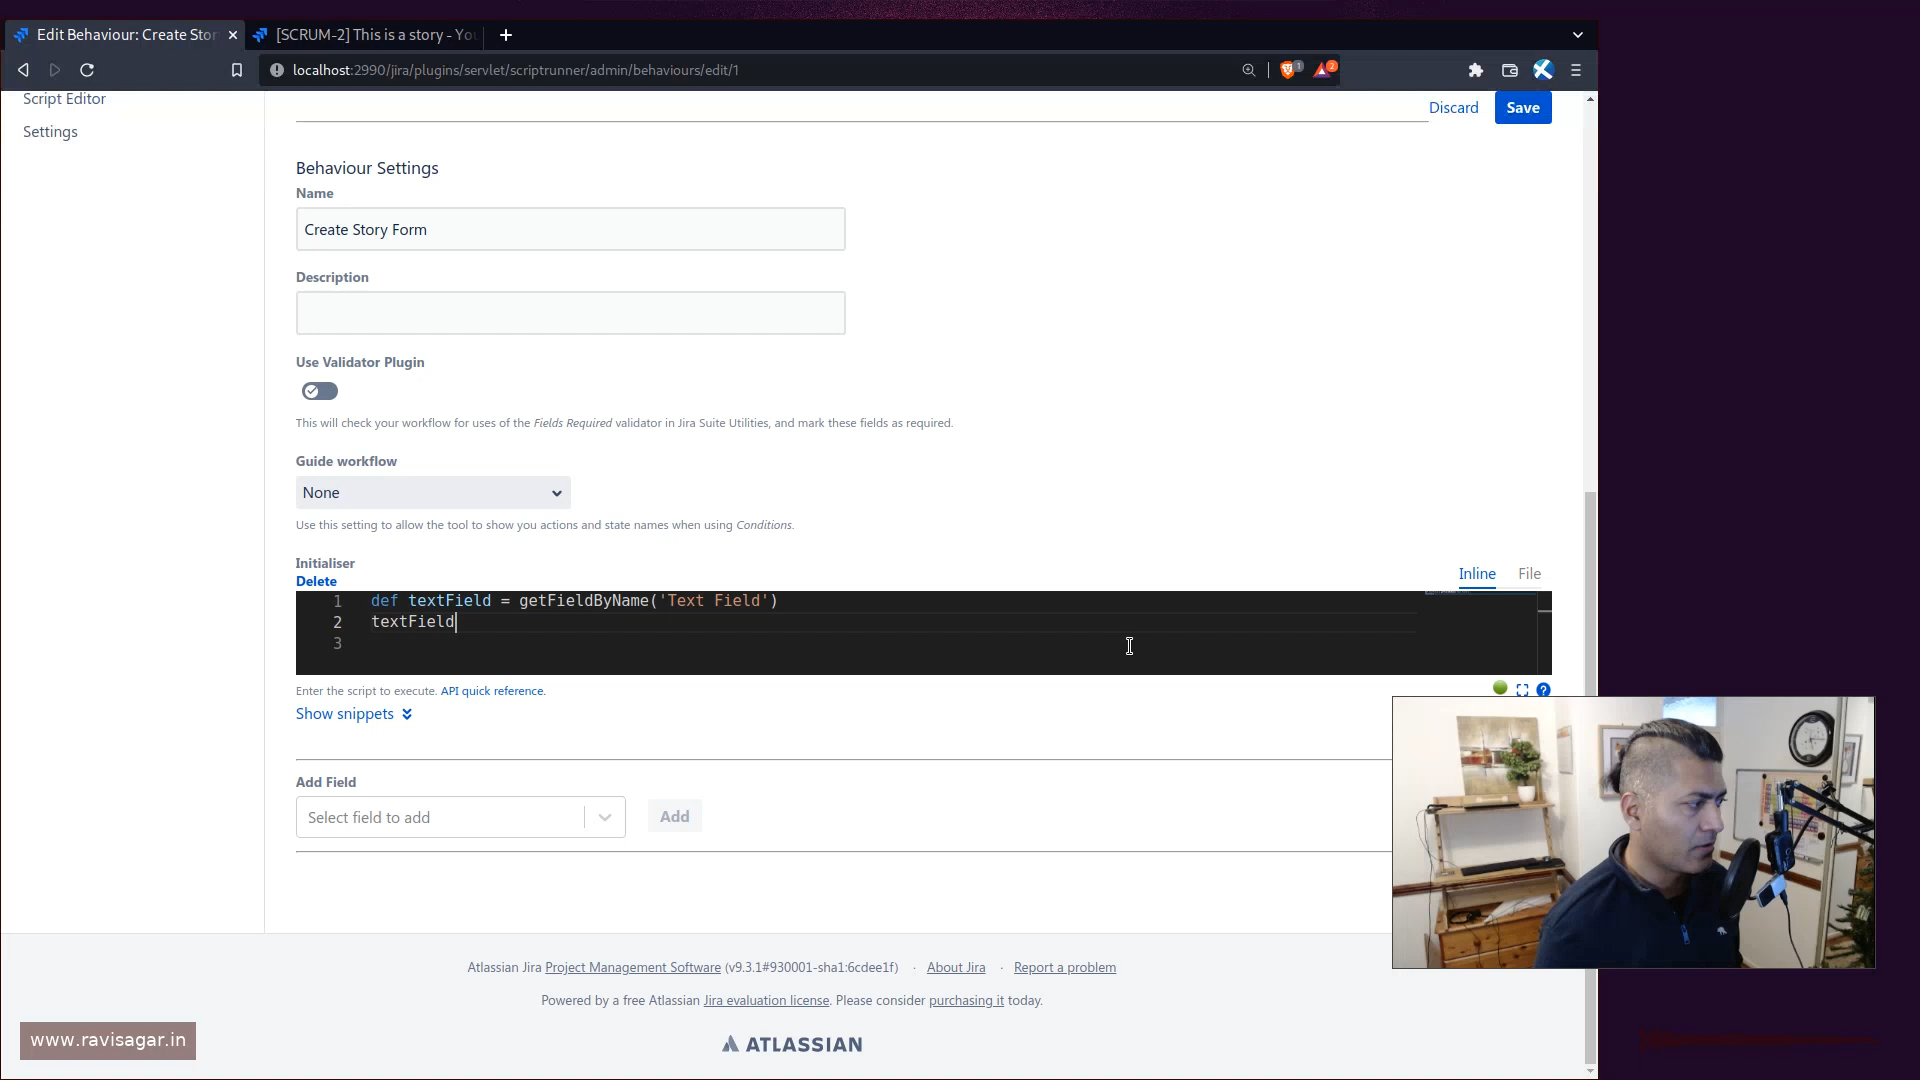 Edit Behaviour: Create Stor
[SCRUM-2] This is a story - Yo
localhost:2990/jira/plugins/servlet/scriptrunner/admin/behaviours/edit/1
1
2
Script Editor
Settings
Discard
Save
Behaviour Settings
Name
Create Story Form
Description
Use Validator Plugin
This will check your workflow for uses of the Fields Required validator in Jira Suite Utilities, and mark these fields as required.
Guide workflow
None
Use this setting to allow the tool to show you actions and state names when using Conditions.
Initialiser
Delete
Inline
File
1 def textField = getFieldByName('Text Field')
2 textField
3
Enter the script to execute. API quick reference.
Show snippets
Add Field
Select field to add
Add
Atlassian Jira Project Management Software (v9.3.1#930001-sha1:6cdee1f) · About Jira · Report a problem
Powered by a free Atlassian Jira evaluation license. Please consider purchasing it today.
ATLASSIAN
www.ravisagar.in